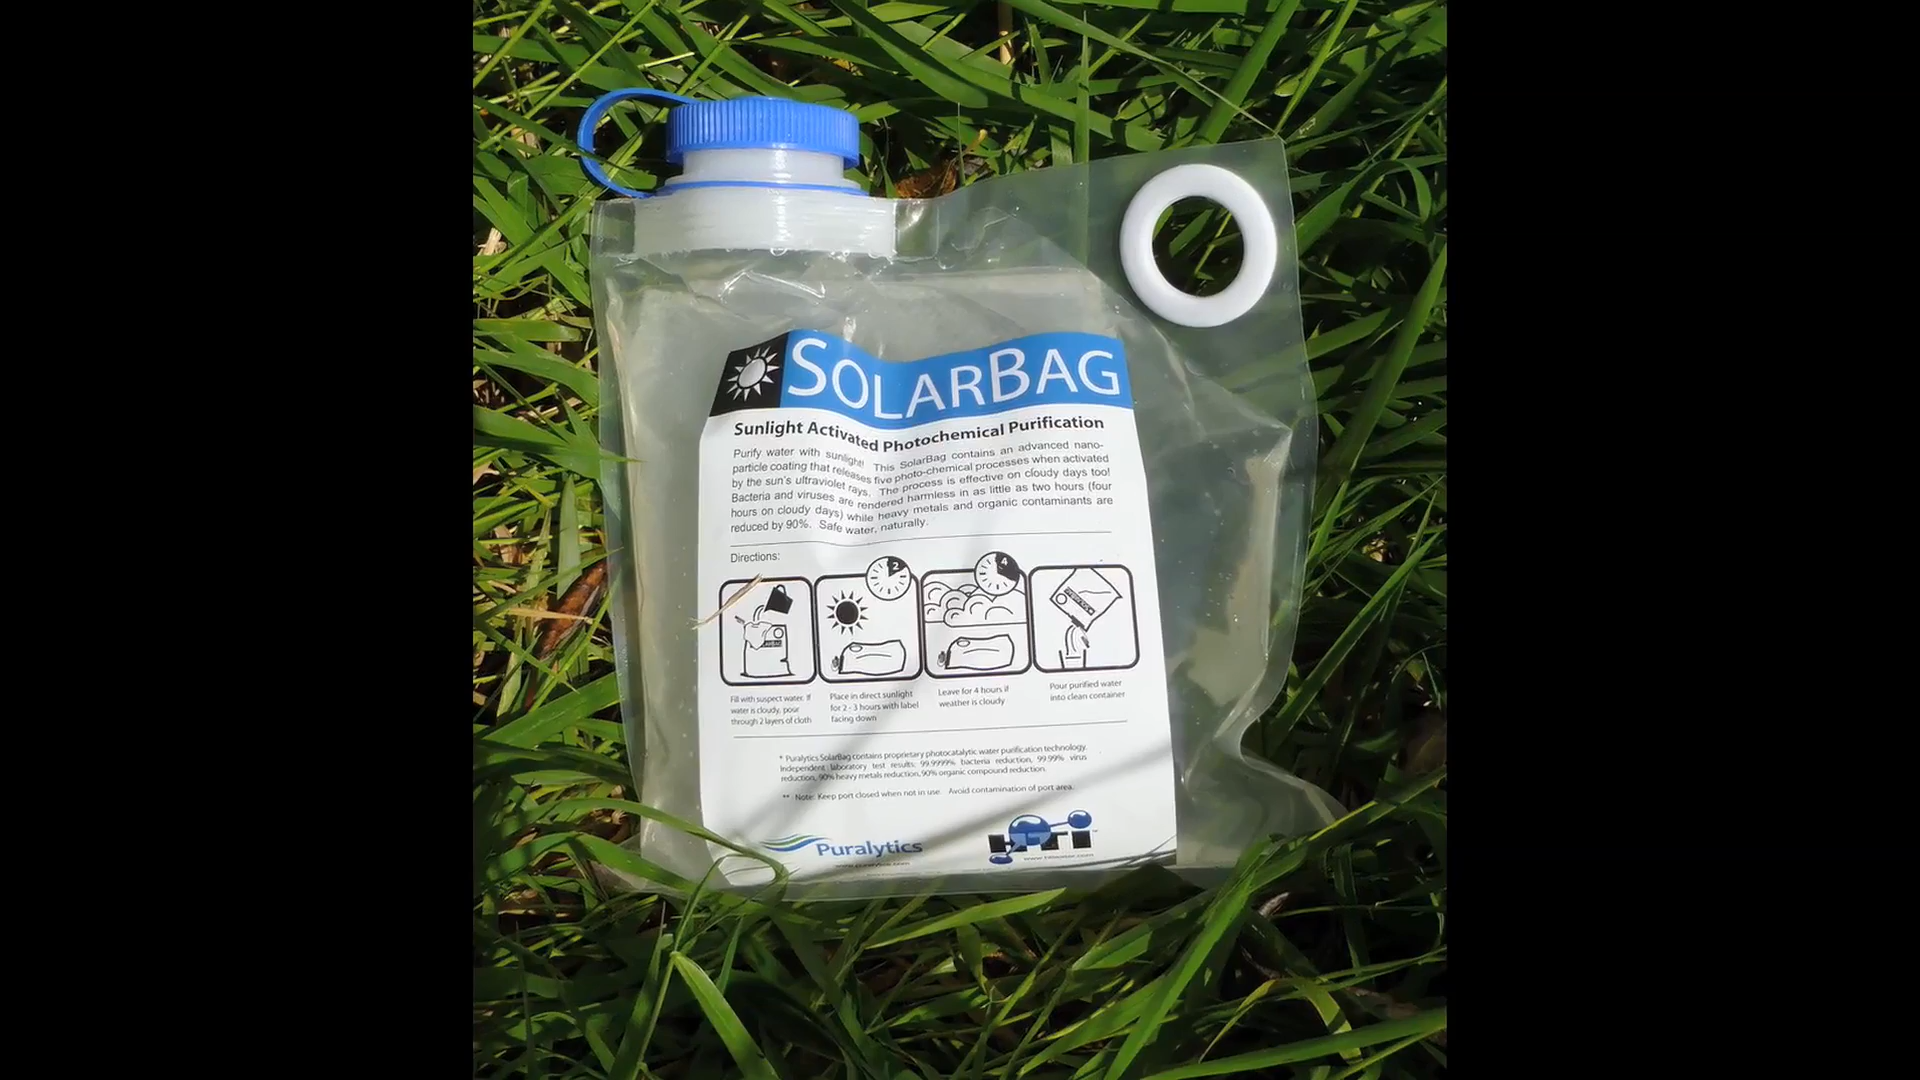 SOLARBAG
Sunlight Activated Photochemical Purification
Purify water with sunlight! This SolarBag contains an advanced nano-
particle coating that releases five photo-chemical processes when activated
by the sun's ultraviolet rays. The process is effective on cloudy days too!
Bacteria and viruses are rendered harmless in as little as two hours (four
hours on cloudy days) while heavy metals and organic contaminants are
reduced by 90%. Safe water, naturally.
Directions:
2
4
Fill with suspect water. If
water is cloudy, pour
through 2 layers of cloth
Place in direct sunlight
for 2 - 3 hours with label
facing down
Leave for 4 hours if
weather is cloudy
Pour purified water
into clean container
* Puralytics SolarBag contains proprietary photocatalytic water purification technology.
Independent laboratory test results: 99.9999% bacteria reduction, 99.99% virus
reduction, 90% heavy metals reduction, 90% organic compound reduction.
** Note: Keep port closed when not in use. Avoid contamination of port area.
Puralytics
www.puralytics.com
HTI